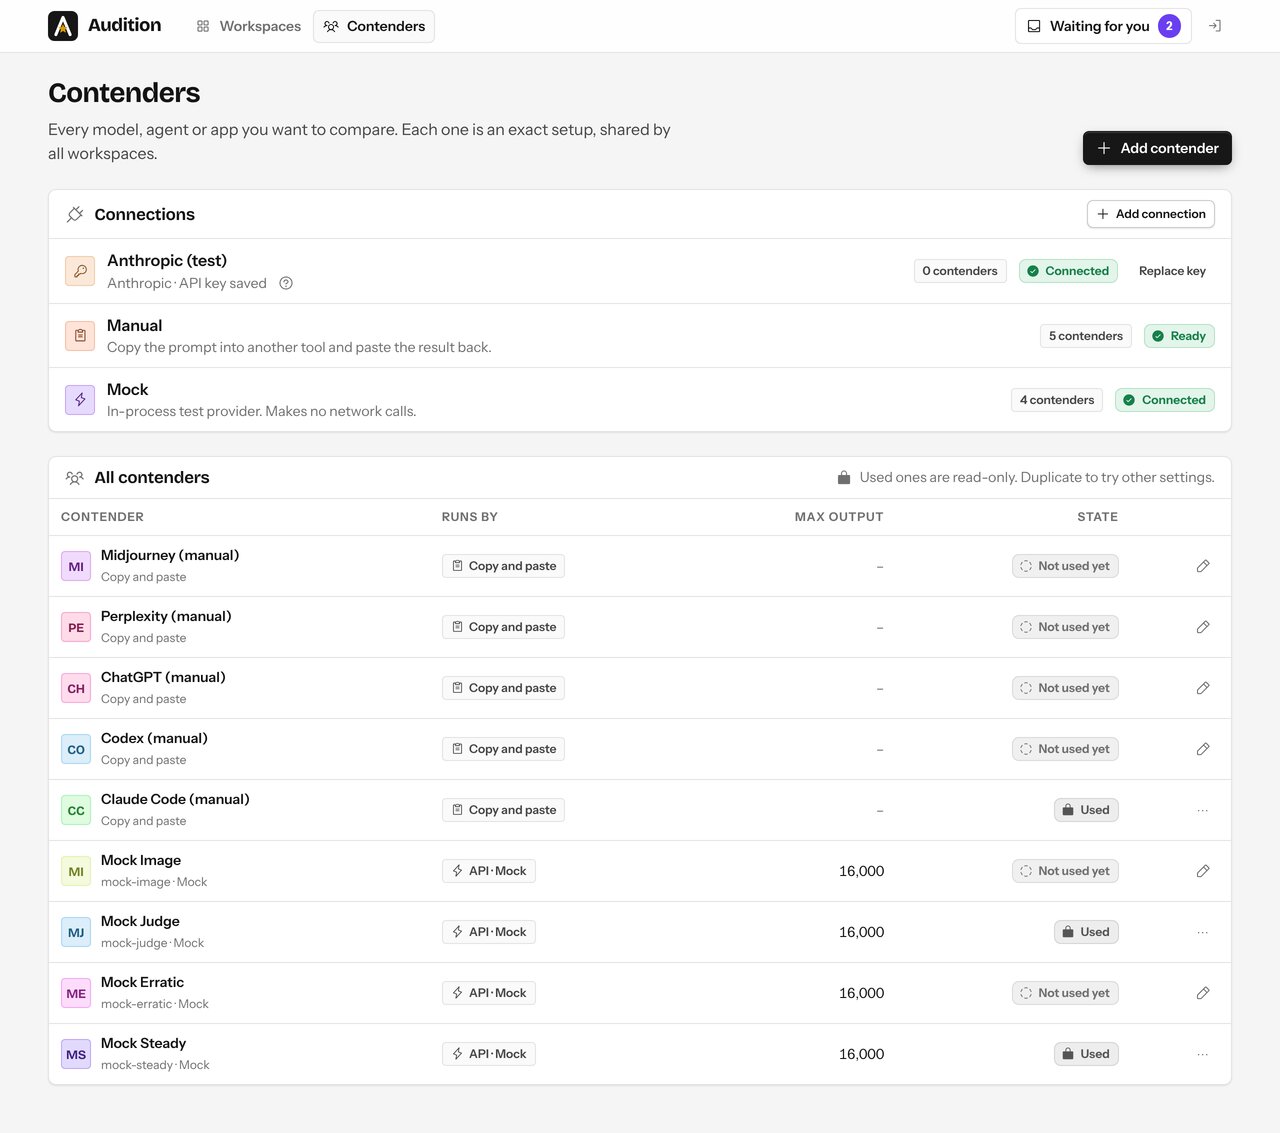 Audition
Workspaces
Contenders
Waiting for you 2
Contenders
Every model, agent or app you want to compare. Each one is an exact setup, shared by
all workspaces.
Add contender
Connections
Add connection
Anthropic (test)
Anthropic · API key saved
0 contenders
Connected
Replace key
Manual
Copy the prompt into another tool and paste the result back.
5 contenders
Ready
Mock
In-process test provider. Makes no network calls.
4 contenders
Connected
All contenders
Used ones are read-only. Duplicate to try other settings.
CONTENDER RUNS BY MAX OUTPUT STATE
MI
Midjourney (manual)
Copy and paste
Copy and paste
–
Not used yet
PE
Perplexity (manual)
Copy and paste
Copy and paste
–
Not used yet
CH
ChatGPT (manual)
Copy and paste
Copy and paste
–
Not used yet
CO
Codex (manual)
Copy and paste
Copy and paste
–
Not used yet
CC
Claude Code (manual)
Copy and paste
Copy and paste
–
Used
...
MI
Mock Image
mock-image · Mock
API · Mock
16,000
Not used yet
MJ
Mock Judge
mock-judge · Mock
API · Mock
16,000
Used
...
ME
Mock Erratic
mock-erratic · Mock
API · Mock
16,000
Not used yet
MS
Mock Steady
mock-steady · Mock
API · Mock
16,000
Used
...